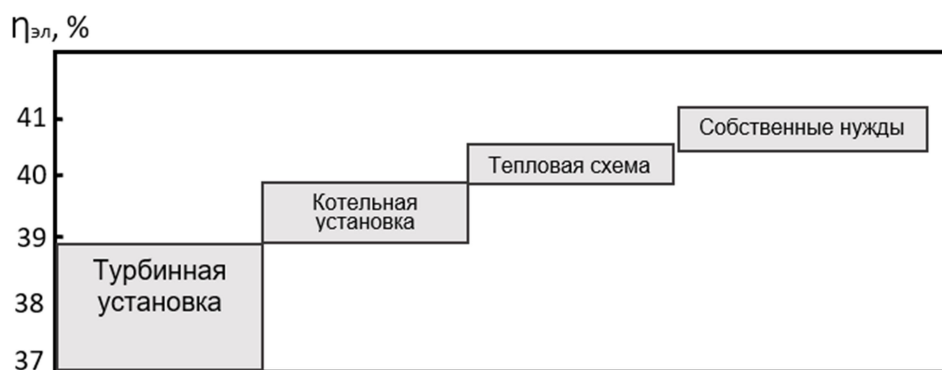 ηэл, %
41
Собственные нужды
40
Тепловая схема
Котельная
установка
39
Турбинная
установка
38
37